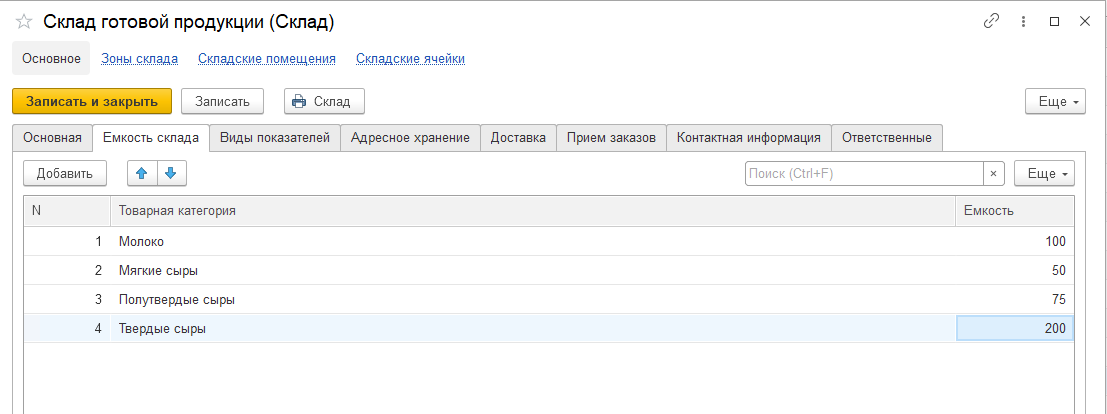 Склад готовой продукции (Склад)
Основное Зоны склада Складские помещения Складские ячейки
Записать и закрыть Записать Склад Еще
Основная Емкость склада Виды показателей Адресное хранение Доставка Прием заказов Контактная информация Ответственные
Добавить Поиск (Ctrl+F) × Еще
N Товарная категория Емкость
1 Молоко 100
2 Мягкие сыры 50
3 Полутвердые сыры 75
4 Твердые сыры 200